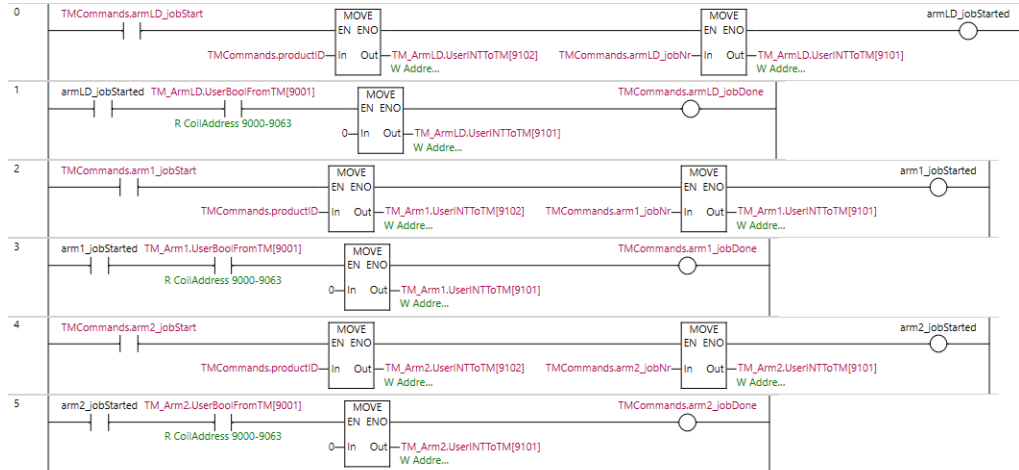 0
TMCommands.armLD_jobStart MOVE MOVE armLD_jobStarted
EN ENO EN ENO
TMCommands.productID In Out TM_ArmLD.UserINTToTM[9102] TMCommands.armLD_jobNr In Out TM_ArmLD.UserINTToTM[9101]
W Addre... W Addre...
1
armLD_jobStarted TM_ArmLD.UserBoolFromTM[9001] MOVE TMCommands.armLD_jobDone
EN ENO
R CoilAddress 9000-9063
0 In Out TM_ArmLD.UserINTToTM[9101]
W Addre...
2
TMCommands.arm1_jobStart MOVE MOVE arm1_jobStarted
EN ENO EN ENO
TMCommands.productID In Out TM_Arm1.UserINTToTM[9102] TMCommands.arm1_jobNr In Out TM_Arm1.UserINTToTM[9101]
W Addre... W Addre...
3
arm1_jobStarted TM_Arm1.UserBoolFromTM[9001] MOVE TMCommands.arm1_jobDone
EN ENO
R CoilAddress 9000-9063
0 In Out TM_Arm1.UserINTToTM[9101]
W Addre...
4
TMCommands.arm2_jobStart MOVE MOVE arm2_jobStarted
EN ENO EN ENO
TMCommands.productID In Out TM_Arm2.UserINTToTM[9102] TMCommands.arm2_jobNr In Out TM_Arm2.UserINTToTM[9101]
W Addre... W Addre...
5
arm2_jobStarted TM_Arm2.UserBoolFromTM[9001] MOVE TMCommands.arm2_jobDone
EN ENO
R CoilAddress 9000-9063
0 In Out TM_Arm2.UserINTToTM[9101]
W Addre...